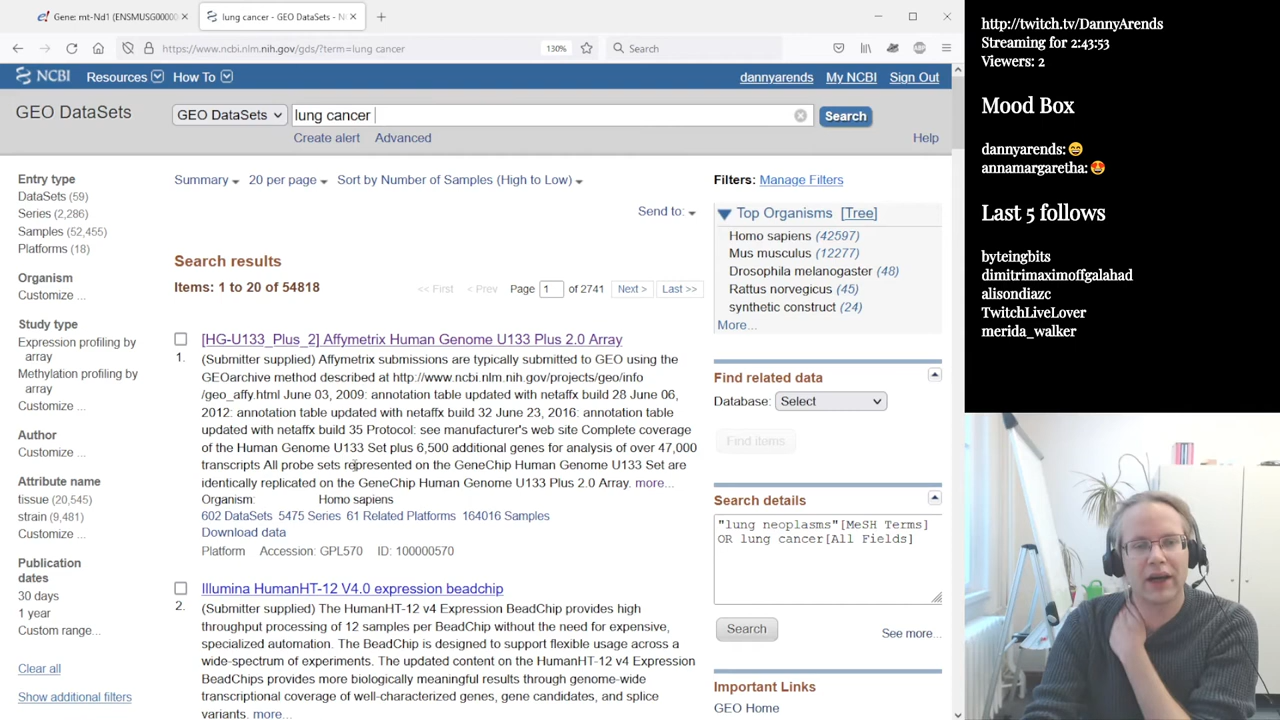 Gene: mt-Nd1 (ENSMUSG00000
lung cancer - GEO DataSets - N
https://www.ncbi.nlm.nih.gov/gds/?term=lung cancer
130%
Search
NCBI
Resources
How To
dannyarends
My NCBI
Sign Out
GEO DataSets
GEO DataSets
lung cancer
Search
Create alert
Advanced
Help
Entry type
DataSets (59)
Series (2,286)
Samples (52,455)
Platforms (18)
Organism
Customize ...
Study type
Expression profiling by
array
Methylation profiling by
array
Customize ...
Author
Customize ...
Attribute name
tissue (20,545)
strain (9,481)
Customize ...
Publication
dates
30 days
1 year
Custom range...
Clear all
Show additional filters
Summary
20 per page
Sort by Number of Samples (High to Low)
Send to:
Search results
Items: 1 to 20 of 54818
<< First
< Prev
Page
1
of 2741
Next >
Last >>
[HG-U133_Plus_2] Affymetrix Human Genome U133 Plus 2.0 Array
1.
(Submitter supplied) Affymetrix submissions are typically submitted to GEO using the
GEOarchive method described at http://www.ncbi.nlm.nih.gov/projects/geo/info
/geo_affy.html June 03, 2009: annotation table updated with netaffx build 28 June 06,
2012: annotation table updated with netaffx build 32 June 23, 2016: annotation table
updated with netaffx build 35 Protocol: see manufacturer's web site Complete coverage
of the Human Genome U133 Set plus 6,500 additional genes for analysis of over 47,000
transcripts All probe sets represented on the GeneChip Human Genome U133 Set are
identically replicated on the GeneChip Human Genome U133 Plus 2.0 Array. more...
Organism: Homo sapiens
602 DataSets 5475 Series 61 Related Platforms 164016 Samples
Download data
Platform Accession: GPL570 ID: 100000570
Illumina HumanHT-12 V4.0 expression beadchip
2.
(Submitter supplied) The HumanHT-12 v4 Expression BeadChip provides high
throughput processing of 12 samples per BeadChip without the need for expensive,
specialized automation. The BeadChip is designed to support flexible usage across a
wide-spectrum of experiments. The updated content on the HumanHT-12 v4 Expression
BeadChips provides more biologically meaningful results through genome-wide
transcriptional coverage of well-characterized genes, gene candidates, and splice
variants. more...
Filters: Manage Filters
Top Organisms [Tree]
Homo sapiens (42597)
Mus musculus (12277)
Drosophila melanogaster (48)
Rattus norvegicus (45)
synthetic construct (24)
More...
Find related data
Database: Select
Find items
Search details
"lung neoplasms"[MeSH Terms]
OR lung cancer[All Fields]
Search
See more...
Important Links
GEO Home
http://twitch.tv/DannyArends
Streaming for 2:43:53
Viewers: 2
Mood Box
dannyarends: 😄
annamargaretha: 😍
Last 5 follows
byteingbits
dimitrimaximoffgalahad
alisondiazc
TwitchLiveLover
merida_walker